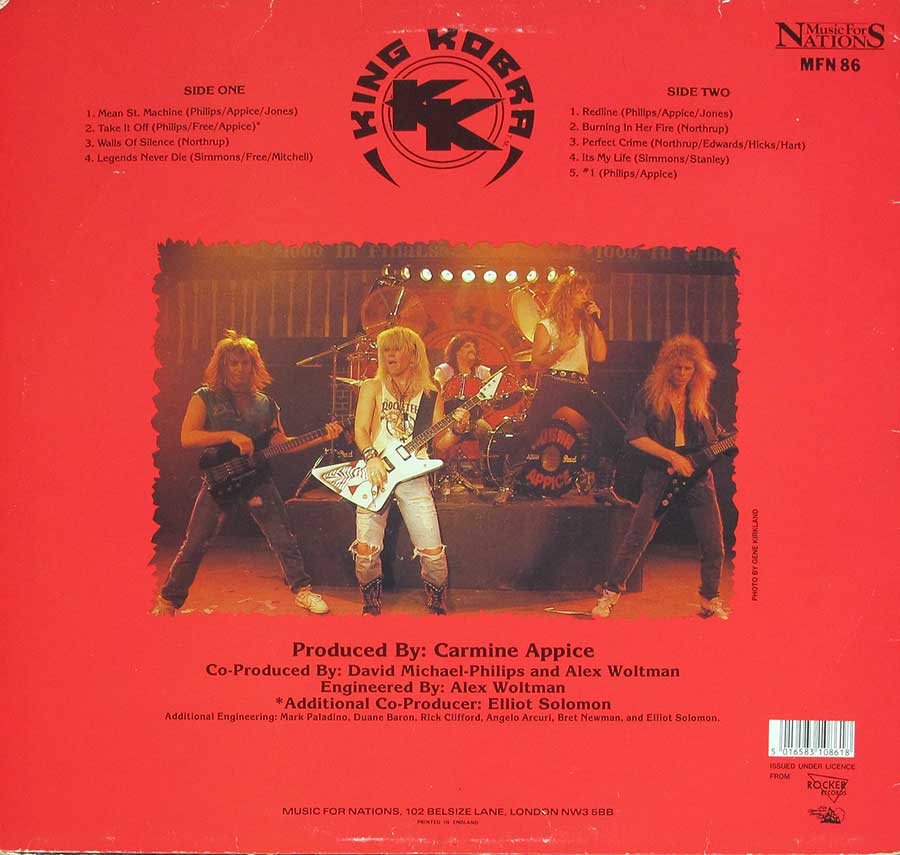 KING KOBRA
KK
Music For
NATIONS
MFN 86
SIDE ONE
1. Mean St. Machine (Philips/Appice/Jones)
2. Take It Off (Philips/Free/Appice)*
3. Walls Of Silence (Northrup)
4. Legends Never Die (Simmons/Free/Mitchell)
SIDE TWO
1. Redline (Philips/Appice/Jones)
2. Burning In Her Fire (Northrup)
3. Perfect Crime (Northrup/Edwards/Hicks/Hart)
4. Its My Life (Simmons/Stanley)
5. #1 (Philips/Appice)
KOBRA
ROCKETEE
APPICE
PHOTO BY GENE KIRKLAND
Produced By: Carmine Appice
Co-Produced By: David Michael-Philips and Alex Woltman
Engineered By: Alex Woltman
*Additional Co-Producer: Elliot Solomon
Additional Engineering: Mark Paladino, Duane Baron, Rick Clifford, Angelo Arcuri, Bret Newman, and Elliot Solomon.
5 016583 108618
ISSUED UNDER LICENCE
FROM
ROCKER
RECORDS
MUSIC FOR NATIONS, 102 BELSIZE LANE, LONDON NW3 5BB
PRINTED IN ENGLAND